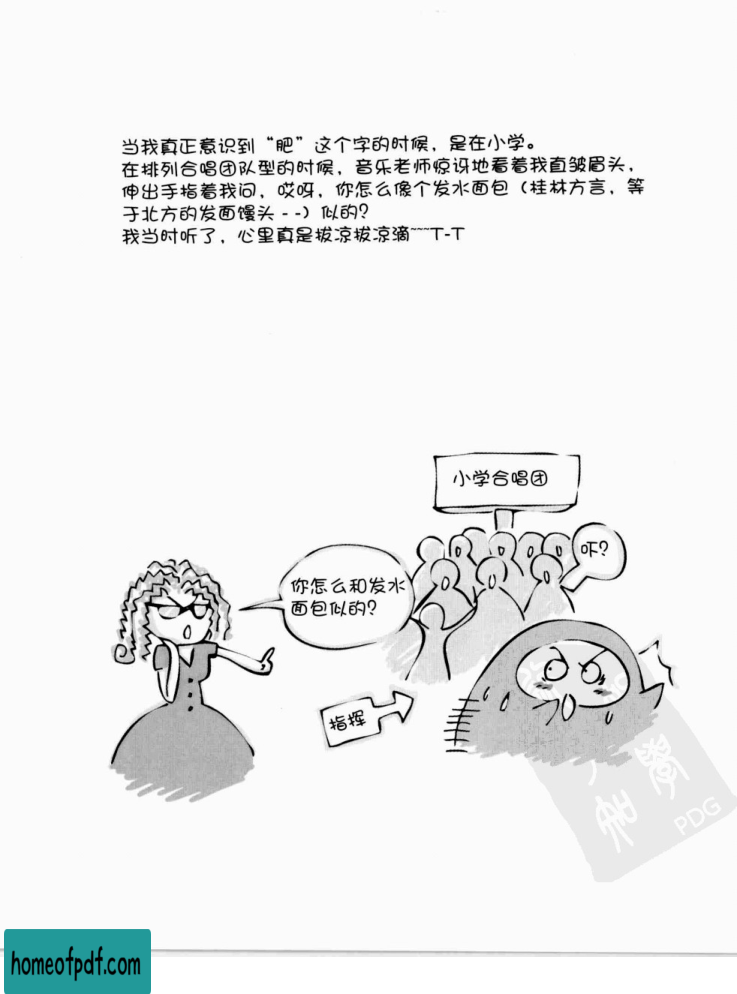 当我真正意识到“肥”这个字的时候，是在小学。
在排列合唱团队型的时候，音乐老师惊讶地看着我直皱眉头，
伸出手指着我问，哎呀，你怎么像个发水面包（桂林方言，等
于北方的发面馒头 - -）似的？
我当时听了，心里真是拔凉拔凉滴~~~T-T
小学合唱团
吓？
你怎么和发水
面包似的？
指挥
PDG
homeofpdf.com